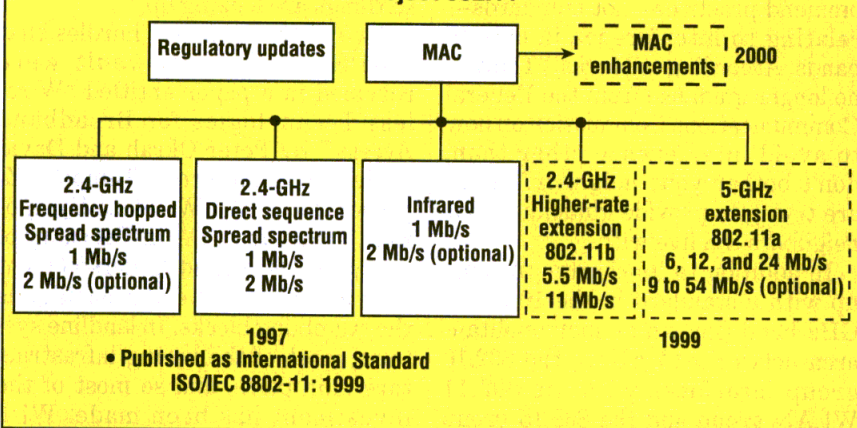 Regulatory updates
MAC
MAC
enhancements
2000
2.4-GHz
Frequency hopped
Spread spectrum
1 Mb/s
2 Mb/s (optional)
2.4-GHz
Direct sequence
Spread spectrum
1 Mb/s
2 Mb/s
Infrared
1 Mb/s
2 Mb/s (optional)
2.4-GHz
Higher-rate
extension
802.11b
5.5 Mb/s
11 Mb/s
5-GHz
extension
802.11a
6, 12, and 24 Mb/s
9 to 54 Mb/s (optional)
1997
• Published as International Standard
ISO/IEC 8802-11: 1999
1999